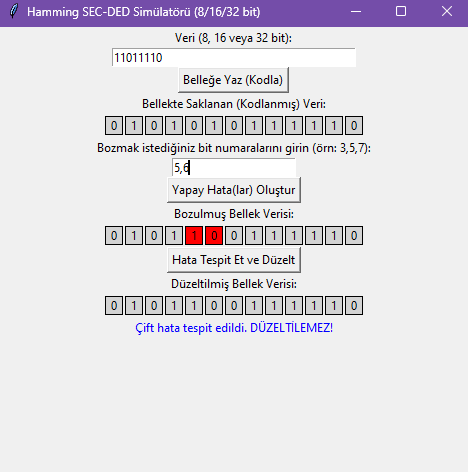 Hamming SEC-DED Simülatörü (8/16/32 bit)
Veri (8, 16 veya 32 bit):
11011110
Belleğe Yaz (Kodla)
Bellekte Saklanan (Kodlanmış) Veri:
0 1 0 1 0 1 0 1 1 1 1 1 0
Bozmak istediğiniz bit numaralarını girin (örn: 3,5,7):
5,6
Yapay Hata(lar) Oluştur
Bozulmuş Bellek Verisi:
0 1 0 1 1 0 0 1 1 1 1 1 0
Hata Tespit Et ve Düzelt
Düzeltilmiş Bellek Verisi:
0 1 0 1 1 0 0 1 1 1 1 1 0
Çift hata tespit edildi. DÜZELTİLEMEZ!